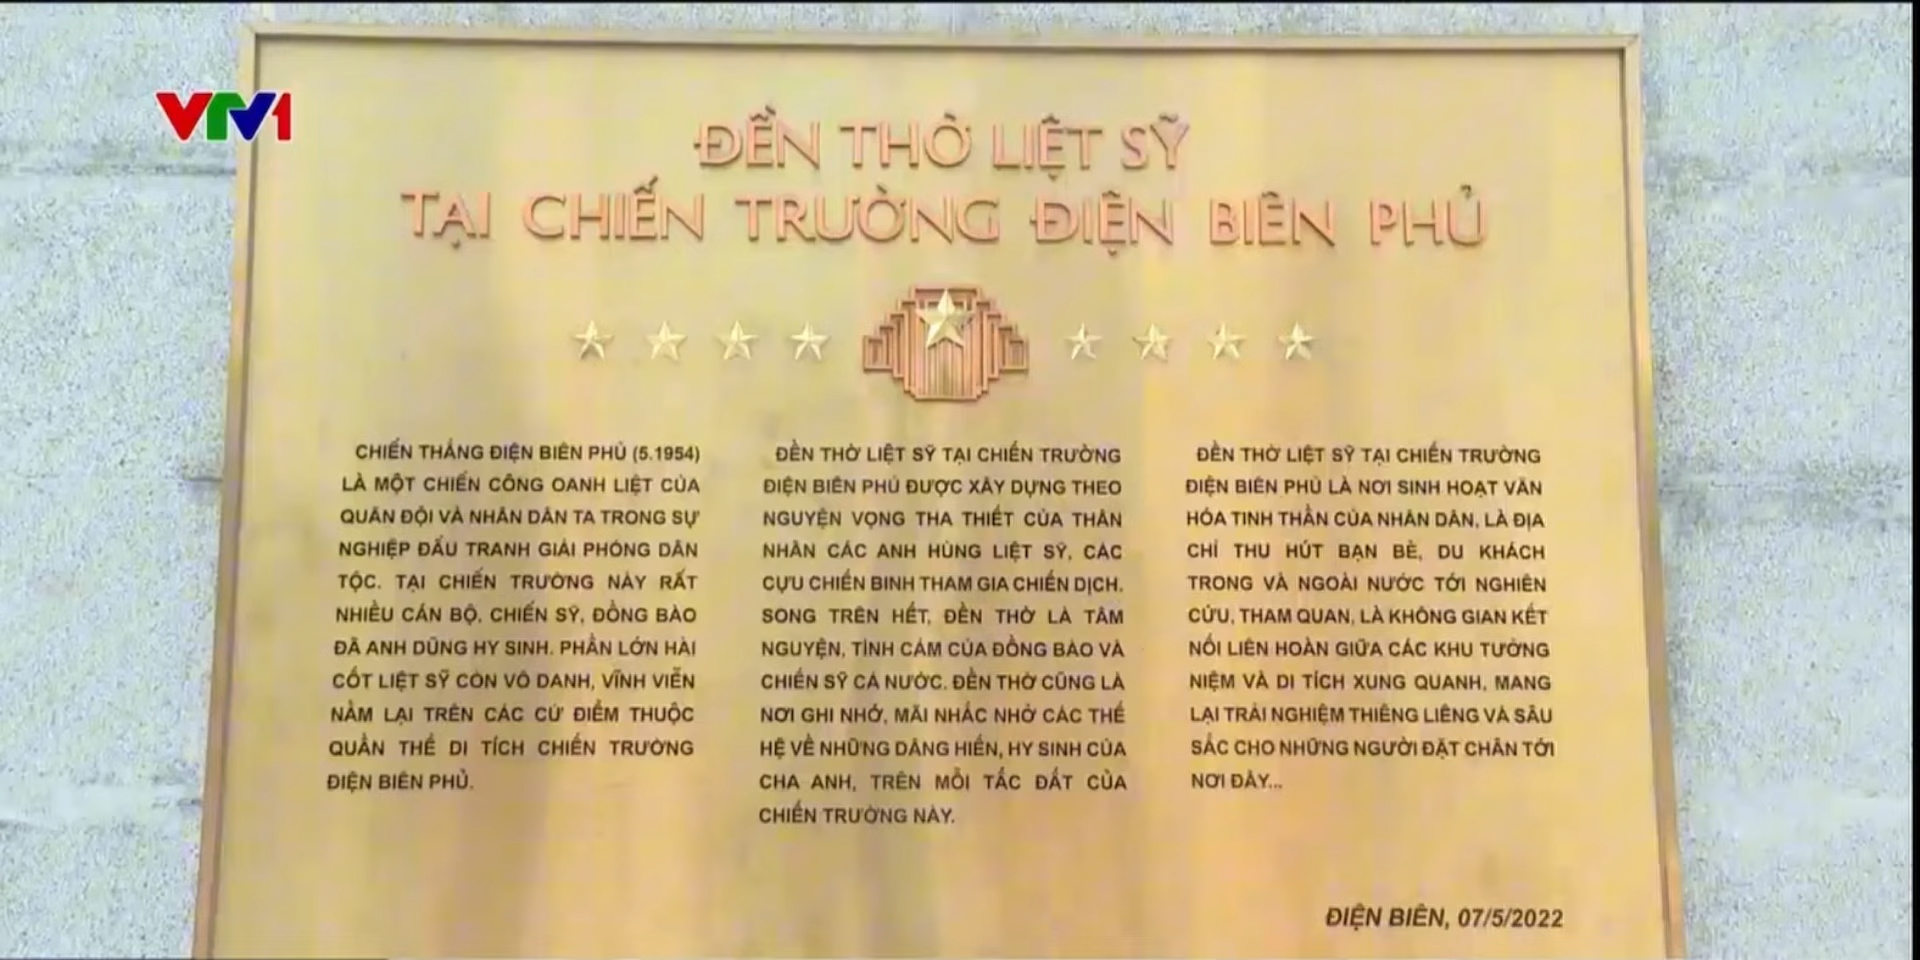 VTV1
ĐỀN THỜ LIỆT SỸ
TẠI CHIẾN TRƯỜNG ĐIỆN BIÊN PHỦ
CHIẾN THẮNG ĐIỆN BIÊN PHỦ (5.1954)
LÀ MỘT CHIẾN CÔNG OANH LIỆT CỦA
QUÂN ĐỘI VÀ NHÂN DÂN TA TRONG SỰ
NGHIỆP ĐẤU TRANH GIẢI PHÓNG DÂN
TỘC. TẠI CHIẾN TRƯỜNG NÀY RẤT
NHIỀU CÁN BỘ, CHIẾN SỸ, ĐỒNG BÀO
ĐÃ ANH DŨNG HY SINH. PHẦN LỚN HÀI
CỐT LIỆT SỸ CÒN VÔ DANH, VĨNH VIỄN
NẰM LẠI TRÊN CÁC CỨ ĐIỂM THUỘC
QUẦN THỂ DI TÍCH CHIẾN TRƯỜNG
ĐIỆN BIÊN PHỦ.
ĐỀN THỜ LIỆT SỸ TẠI CHIẾN TRƯỜNG
ĐIỆN BIÊN PHỦ ĐƯỢC XÂY DỰNG THEO
NGUYỆN VỌNG THA THIẾT CỦA THÂN
NHÂN CÁC ANH HÙNG LIỆT SỸ, CÁC
CỰU CHIẾN BINH THAM GIA CHIẾN DỊCH.
SONG TRÊN HẾT, ĐỀN THỜ LÀ TÂM
NGUYỆN, TÌNH CẢM CỦA ĐỒNG BÀO VÀ
CHIẾN SỸ CẢ NƯỚC. ĐỀN THỜ CŨNG LÀ
NƠI GHI NHỚ, MÃI NHẮC NHỞ CÁC THẾ
HỆ VỀ NHỮNG DÂNG HIẾN, HY SINH CỦA
CHA ANH, TRÊN MỖI TẤC ĐẤT CỦA
CHIẾN TRƯỜNG NÀY.
ĐỀN THỜ LIỆT SỸ TẠI CHIẾN TRƯỜNG
ĐIỆN BIÊN PHỦ LÀ NƠI SINH HOẠT VĂN
HÓA TINH THẦN CỦA NHÂN DÂN, LÀ ĐỊA
CHỈ THU HÚT BẠN BÈ, DU KHÁCH
TRONG VÀ NGOÀI NƯỚC TỚI NGHIÊN
CỨU, THAM QUAN, LÀ KHÔNG GIAN KẾT
NỐI LIÊN HOÀN GIỮA CÁC KHU TƯỞNG
NIỆM VÀ DI TÍCH XUNG QUANH, MANG
LẠI TRẢI NGHIỆM THIÊNG LIÊNG VÀ SÂU
SẮC CHO NHỮNG NGƯỜI ĐẶT CHÂN TỚI
NƠI ĐÂY...
ĐIỆN BIÊN, 07/5/2022